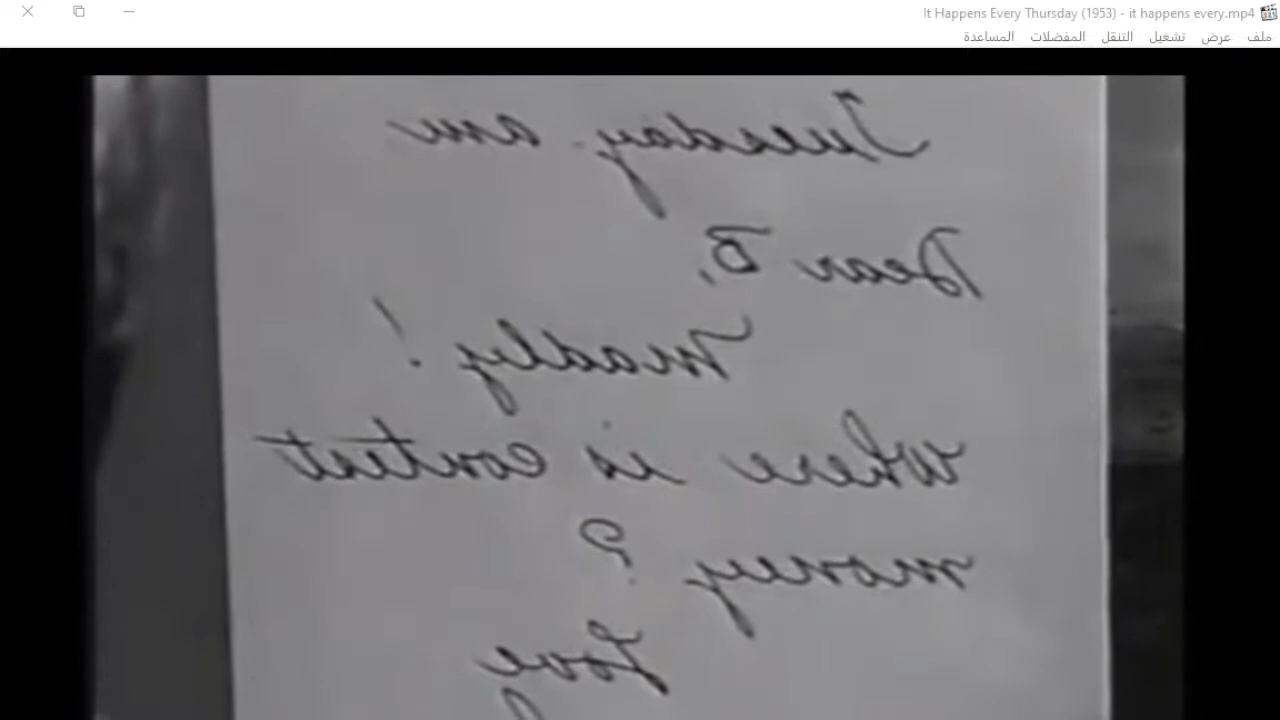 It Happens Every Thursday (1953) - it happens every.mp4
ملف عرض تشغيل التنقل المفضلات المساعدة
Tuesday am
Dear B,
Madly!
where is contest
money?
Love